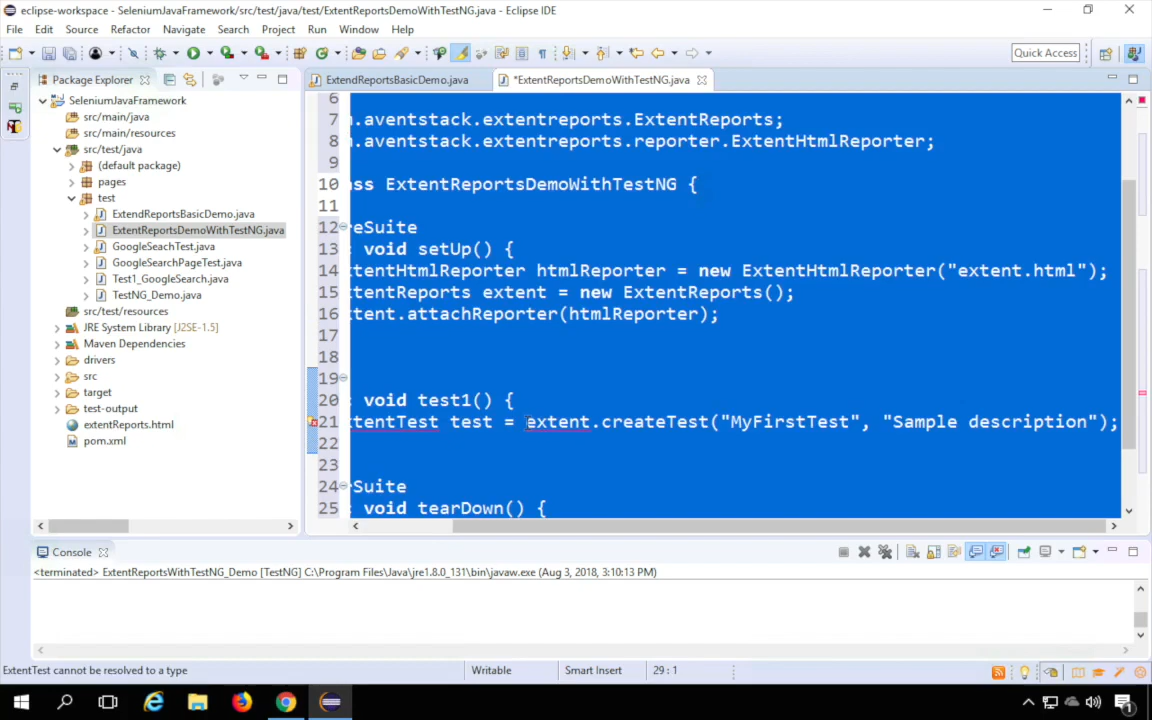 eclipse-workspace - SeleniumJavaFramework/src/test/java/test/ExtentReportsDemoWithTestNG.java - Eclipse IDE
File Edit Source Refactor Navigate Search Project Run Window Help
Quick Access
Package Explorer
ExtendReportsBasicDemo.java
*ExtentReportsDemoWithTestNG.java
SeleniumJavaFramework
src/main/java
src/main/resources
src/test/java
(default package)
pages
test
ExtendReportsBasicDemo.java
ExtentReportsDemoWithTestNG.java
GoogleSeachTest.java
GoogleSearchPageTest.java
Test1_GoogleSearch.java
TestNG_Demo.java
src/test/resources
JRE System Library [J2SE-1.5]
Maven Dependencies
drivers
src
target
test-output
extentReports.html
pom.xml
6
7 n.aventstack.extentreports.ExtentReports;
8 n.aventstack.extentreports.reporter.ExtentHtmlReporter;
9
10 ass ExtentReportsDemoWithTestNG {
11
12 reSuite
13 void setUp() {
14 xtentHtmlReporter htmlReporter = new ExtentHtmlReporter("extent.html");
15 xtentReports extent = new ExtentReports();
16 xtent.attachReporter(htmlReporter);
17
18
19
20 void test1() {
21 xtentTest test = extent.createTest("MyFirstTest", "Sample description");
22
23
24 rSuite
25 void tearDown() {
Console
<terminated> ExtentReportsWithTestNG_Demo [TestNG] C:\Program Files\Java\jre1.8.0_131\bin\javaw.exe (Aug 3, 2018, 3:10:13 PM)
ExtentTest cannot be resolved to a type
Writable
Smart Insert
29 : 1
1